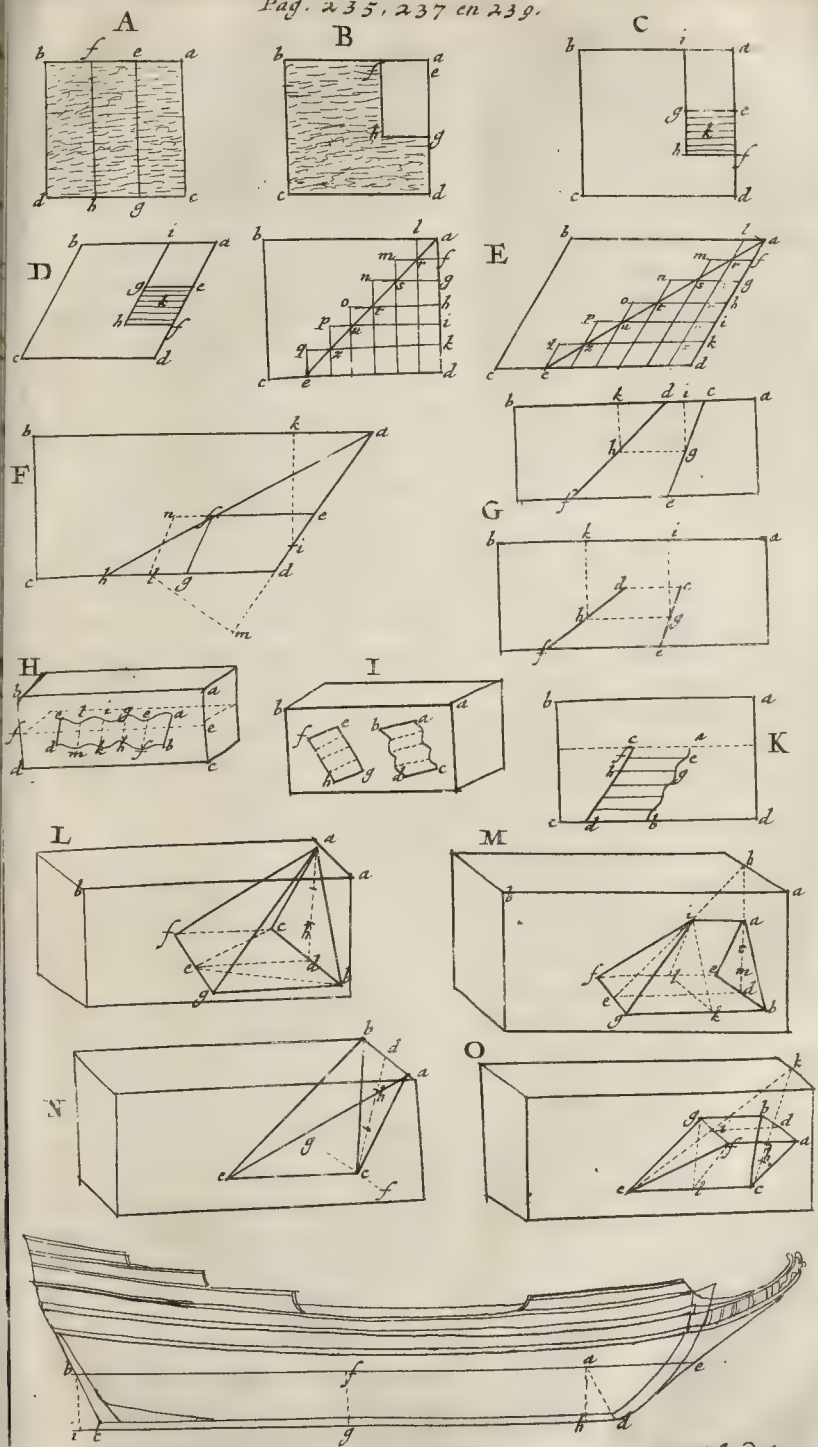 Pag. 235, 237 en 239.
A
b f e a
d h g c
B
f a
e
h g
c d
C
b i a
g e
k
h f
c d
D
b i a
g e
k
h f
c d
b l a
m r f
n s g
o t h
p u i
q z k
c e d
E
b l a
m r f
n s g
o t h
p u i
q z k
c e d
F
b k a
n f e
i
c h l g d
m
G
b k d i c a
h g
f e
b k i a
d c
h g
f e
H
b a
c l i g e a
f e
d m k h f b
d c
I
b a
f e b a
h g d c
K
b a
c a
f e
h g
c d b d
L
a
b a
f c
h
e d
g b
M
h
b a
i a
c
f l e m
e d
g k b
N
b
d
a
h
g
e c
f
O
k
g b
i d
f a
h
e l c
b f a e
i c g h d